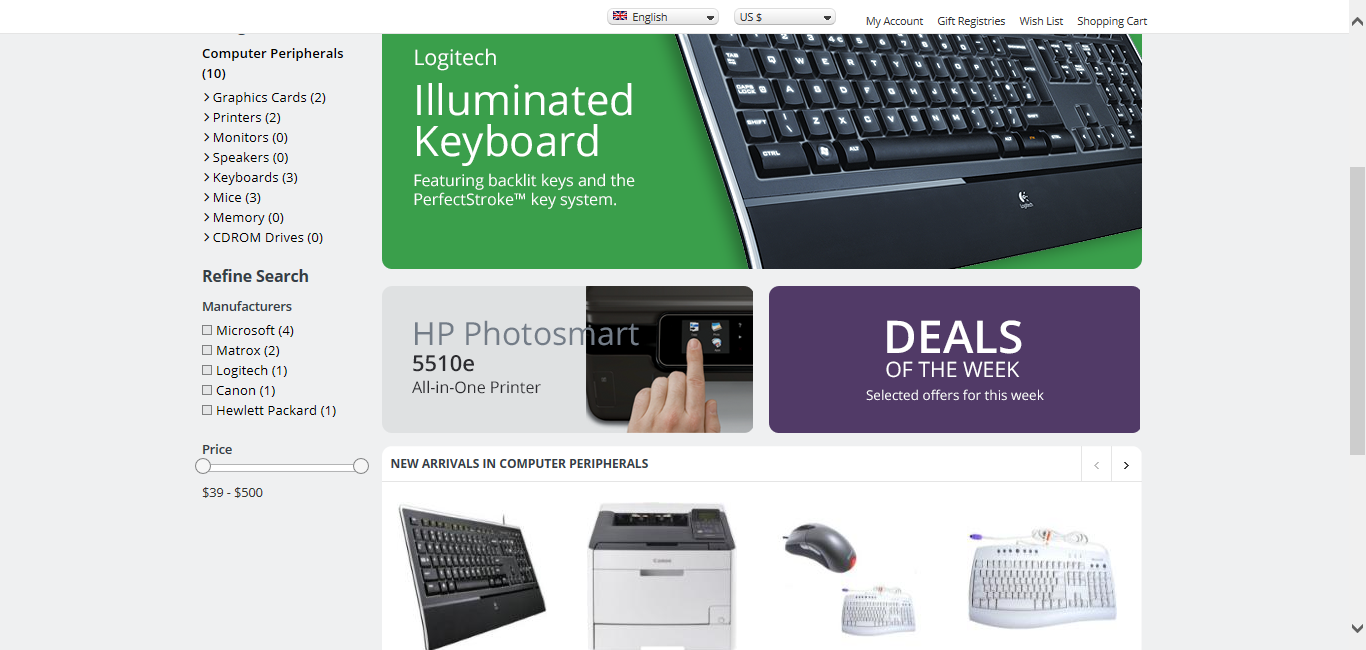 English
US $
My Account
Gift Registries
Wish List
Shopping Cart
Computer Peripherals
(10)
Graphics Cards (2)
Printers (2)
Monitors (0)
Speakers (0)
Keyboards (3)
Mice (3)
Memory (0)
CDROM Drives (0)
Refine Search
Manufacturers
Microsoft (4)
Matrox (2)
Logitech (1)
Canon (1)
Hewlett Packard (1)
Price
$39 - $500
Logitech
Illuminated
Keyboard
Featuring backlit keys and the
PerfectStroke™ key system.
HP Photosmart
5510e
All-in-One Printer
DEALS
OF THE WEEK
Selected offers for this week
NEW ARRIVALS IN COMPUTER PERIPHERALS